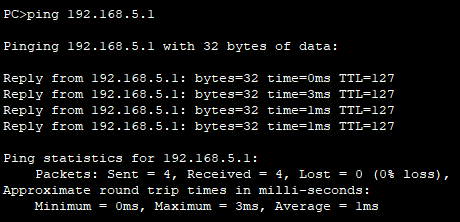 PC>ping 192.168.5.1
Pinging 192.168.5.1 with 32 bytes of data:
Reply from 192.168.5.1: bytes=32 time=0ms TTL=127
Reply from 192.168.5.1: bytes=32 time=3ms TTL=127
Reply from 192.168.5.1: bytes=32 time=1ms TTL=127
Reply from 192.168.5.1: bytes=32 time=1ms TTL=127
Ping statistics for 192.168.5.1:
    Packets: Sent = 4, Received = 4, Lost = 0 (0% loss),
Approximate round trip times in milli-seconds:
    Minimum = 0ms, Maximum = 3ms, Average = 1ms